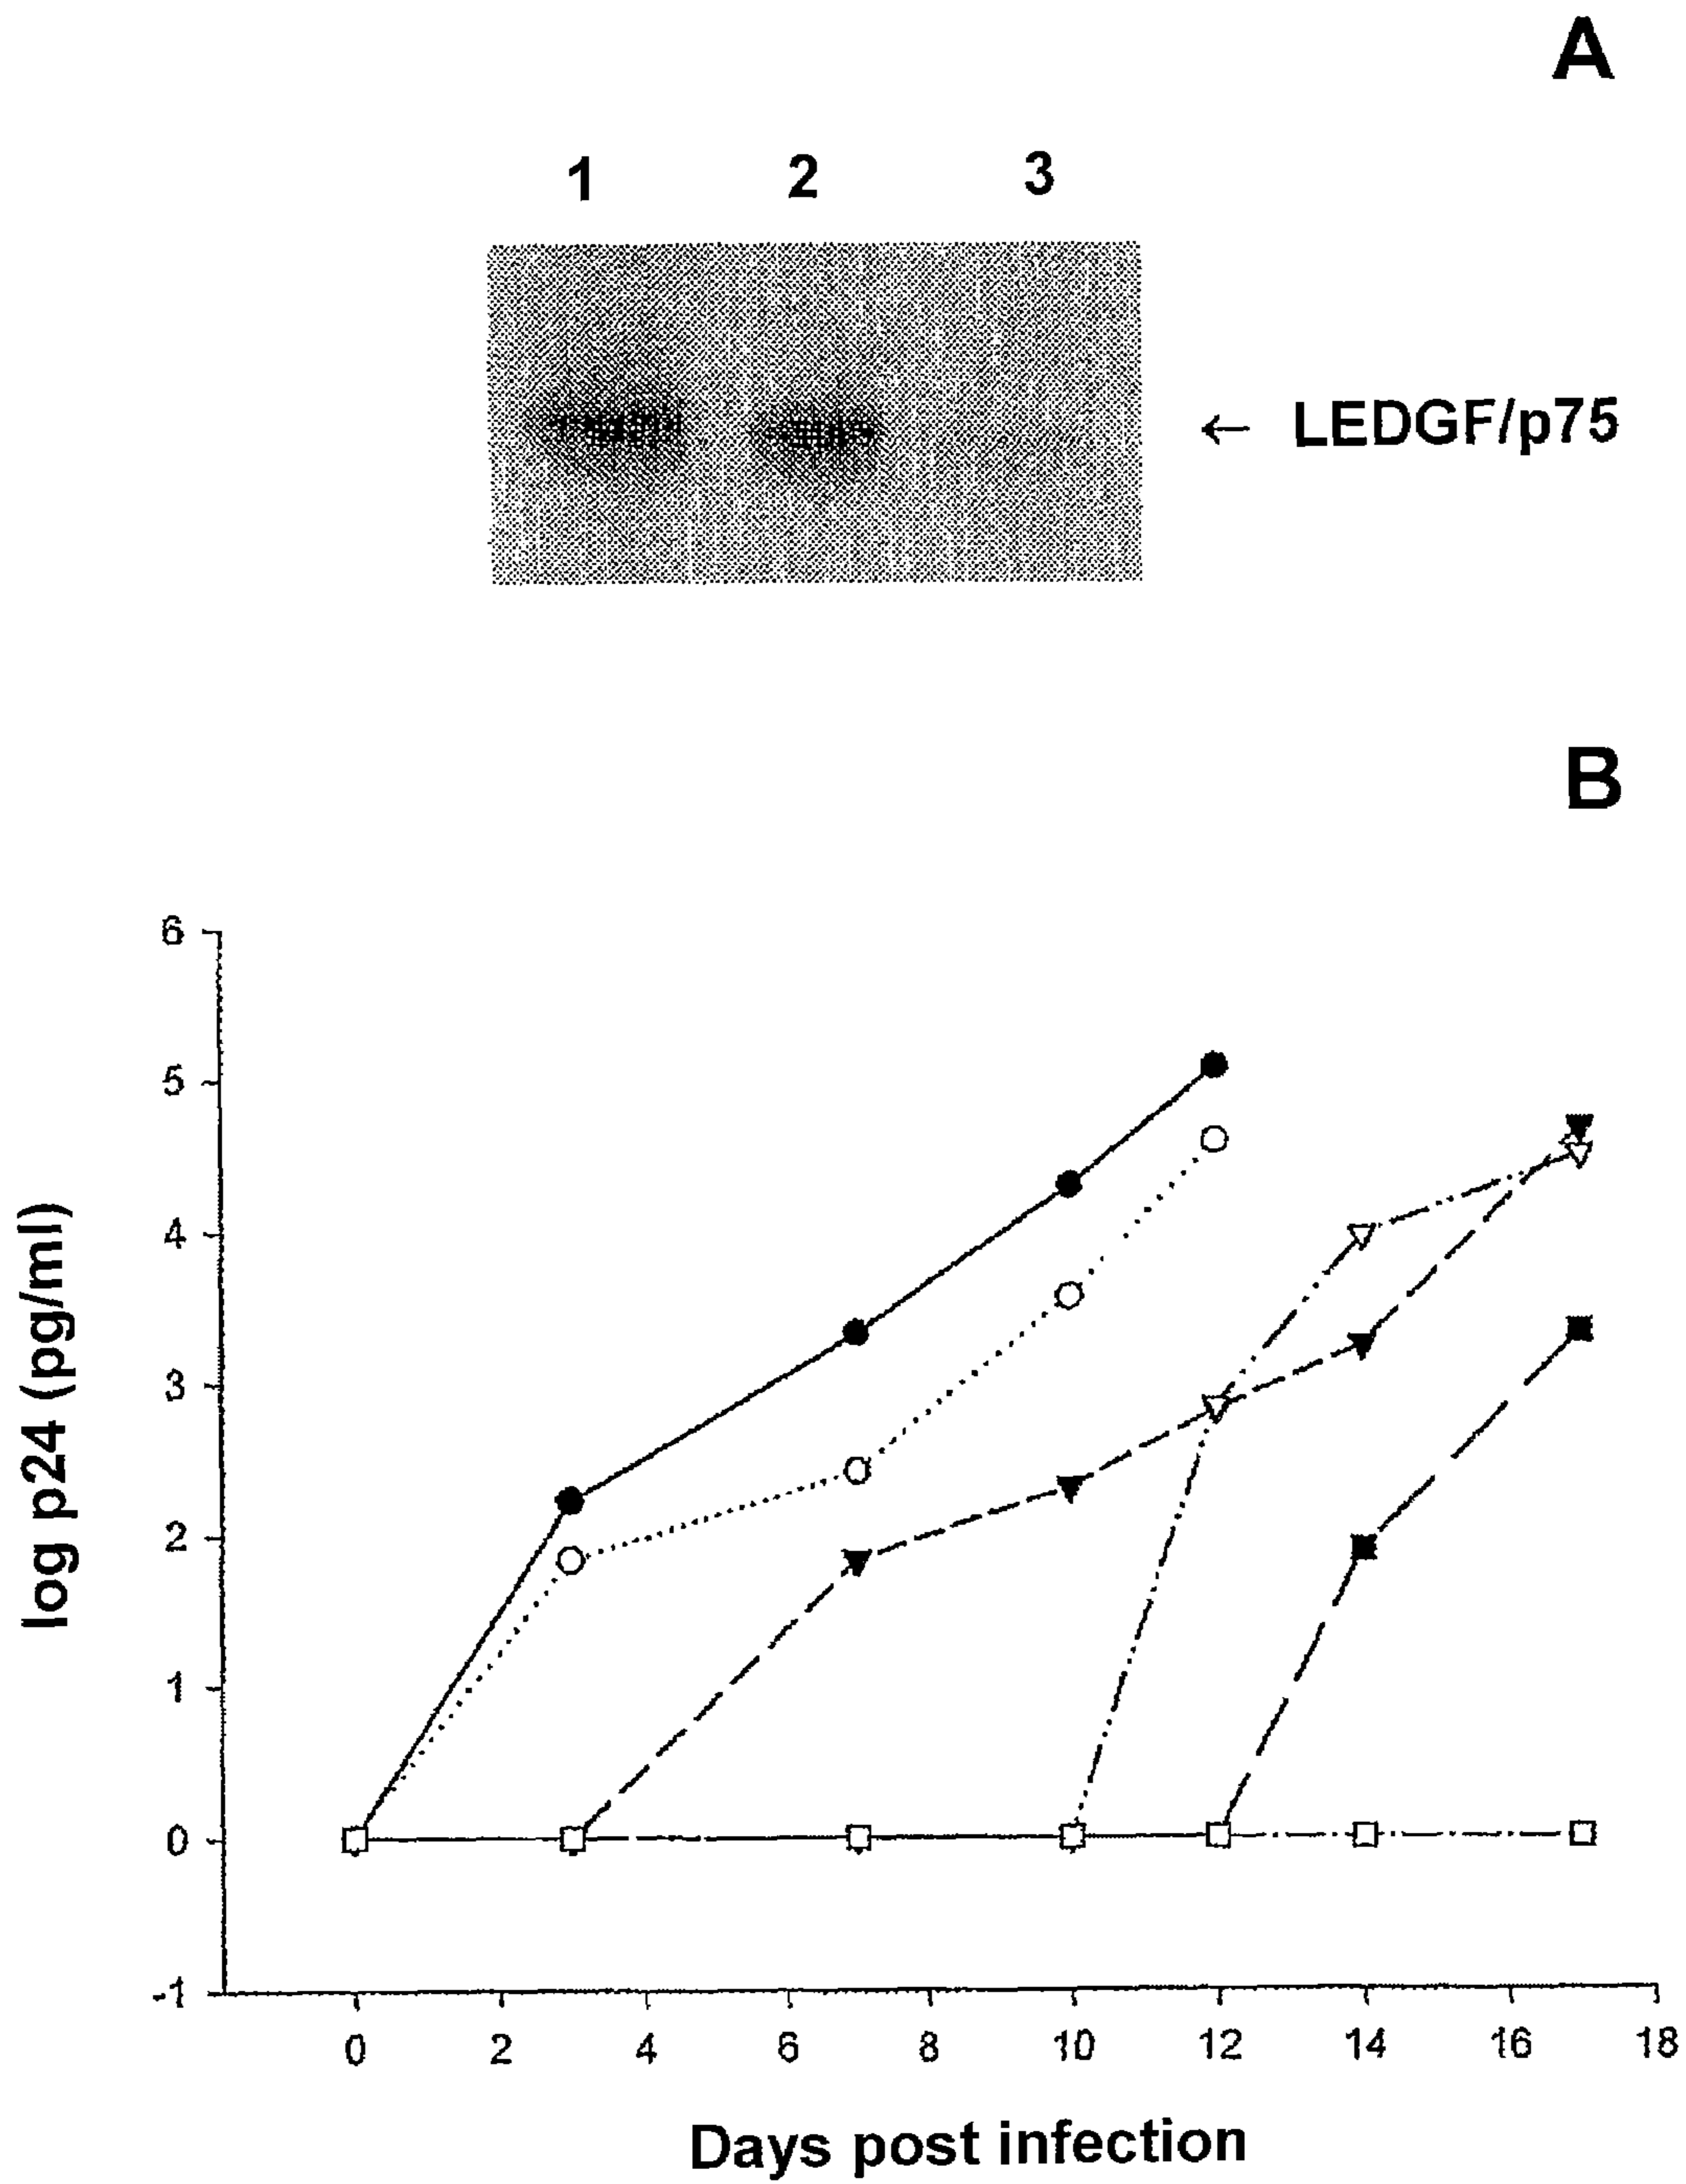 A
1 2 3
← LEDGF/p75
B
6
5
4
3
2
1
0
-1
log p24 (pg/ml)
0 2 4 6 8 10 12 14 16 18
Days post infection